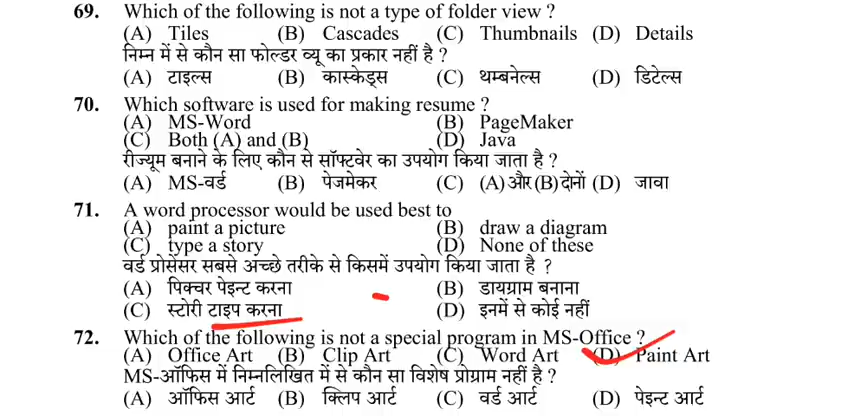 69. Which of the following is not a type of folder view ?
(A) Tiles (B) Cascades (C) Thumbnails (D) Details
निम्न में से कौन सा फोल्डर व्यू का प्रकार नहीं है ?
(A) टाइल्स (B) कास्केड्स (C) थम्बनेल्स (D) डिटेल्स
70. Which software is used for making resume ?
(A) MS-Word (B) PageMaker
(C) Both (A) and (B) (D) Java
रीज्यूम बनाने के लिए कौन से सॉफ्टवेर का उपयोग किया जाता है ?
(A) MS-वर्ड (B) पेजमेकर (C) (A) और (B) दोनों (D) जावा
71. A word processor would be used best to
(A) paint a picture (B) draw a diagram
(C) type a story (D) None of these
वर्ड प्रोसेसर सबसे अच्छे तरीके से किसमें उपयोग किया जाता है ?
(A) पिक्चर पेइन्ट करना (B) डायग्राम बनाना
(C) स्टोरी टाइप करना (D) इनमें से कोई नहीं
72. Which of the following is not a special program in MS-Office ?
(A) Office Art (B) Clip Art (C) Word Art (D) Paint Art
MS-ऑफिस में निम्नलिखित में से कौन सा विशेष प्रोग्राम नहीं है ?
(A) ऑफिस आर्ट (B) क्लिप आर्ट (C) वर्ड आर्ट (D) पेइन्ट आर्ट